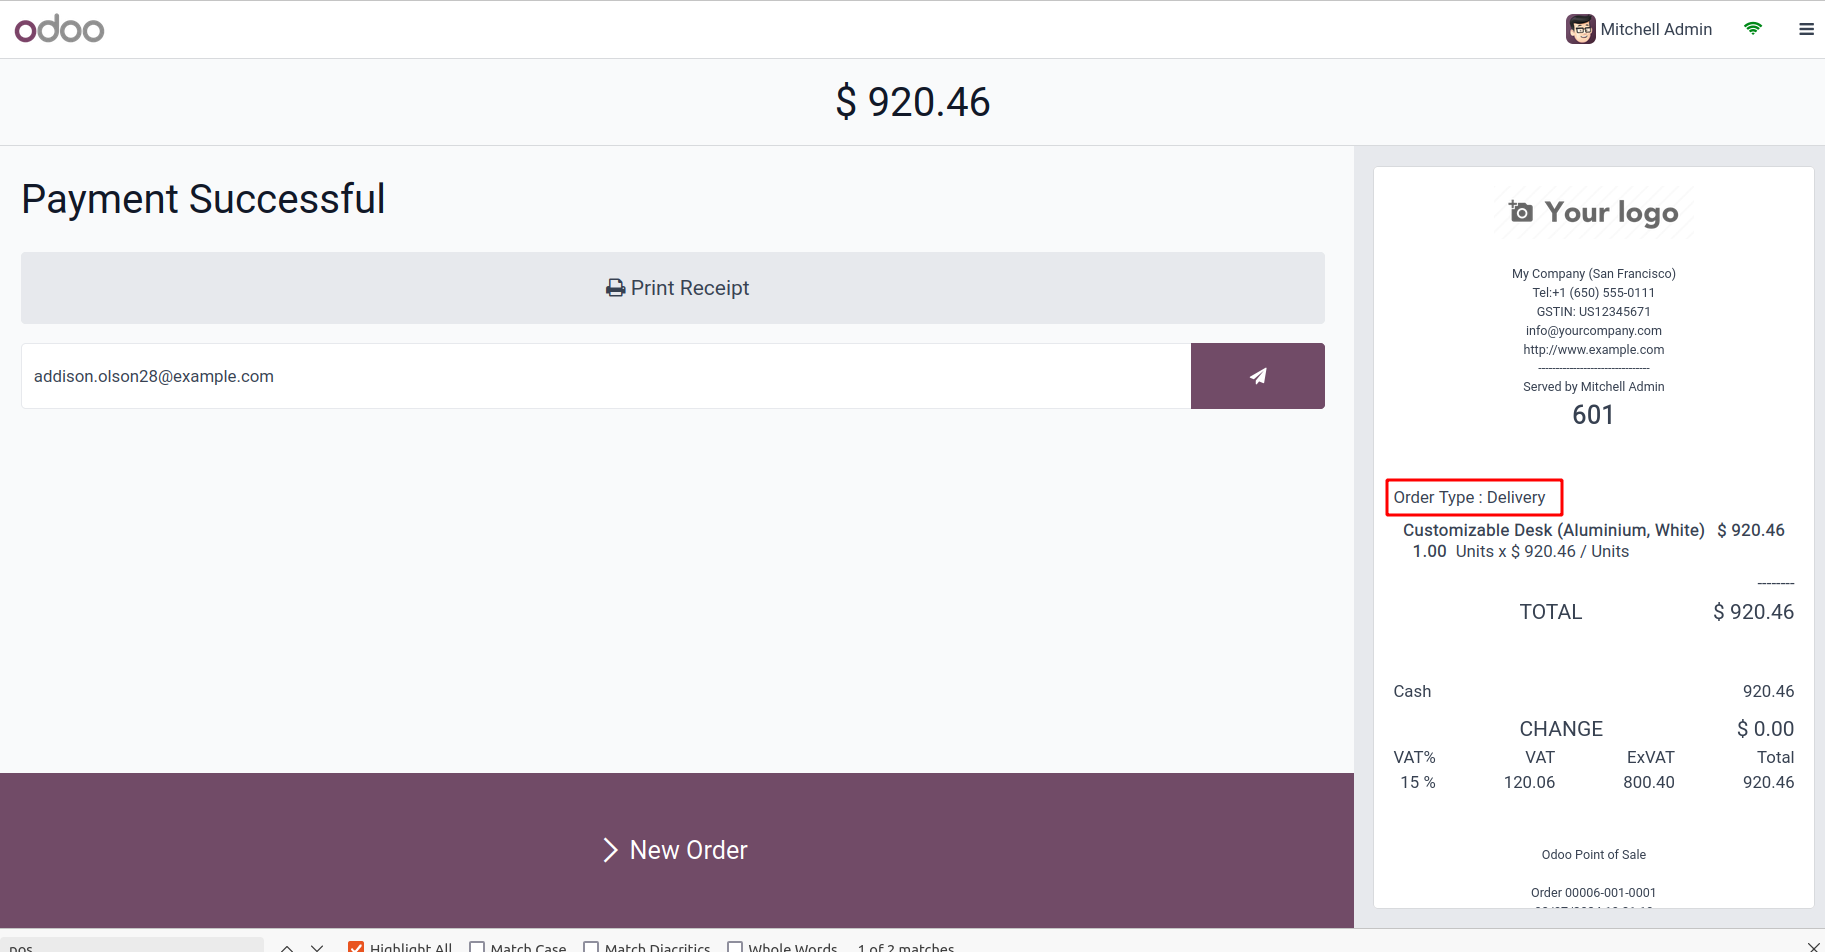 odoo
Mitchell Admin
$ 920.46
Payment Successful
Print Receipt
addison.olson28@example.com
New Order
Your logo
My Company (San Francisco)
Tel:+1 (650) 555-0111
GSTIN: US12345671
info@yourcompany.com
http://www.example.com
--------------------------------
Served by Mitchell Admin
601
Order Type : Delivery
Customizable Desk (Aluminium, White) $ 920.46
1.00 Units x $ 920.46 / Units
--------
TOTAL $ 920.46
Cash 920.46
CHANGE $ 0.00
VAT% VAT ExVAT Total
15 % 120.06 800.40 920.46
Odoo Point of Sale
Order 00006-001-0001
pos Highlight All Match Case Match Diacritics Whole Words 1 of 2 matches